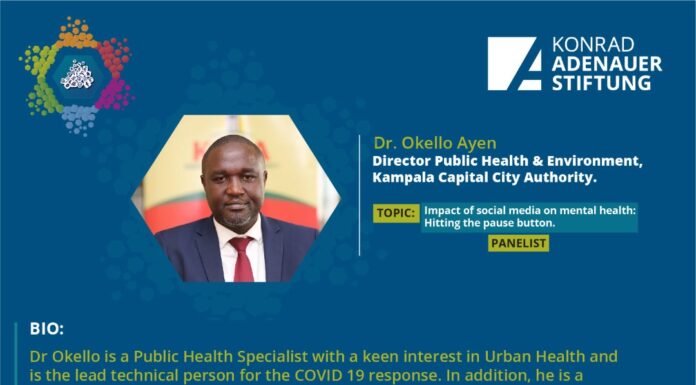 KONRAD
ADENAUER
STIFTUNG
Dr. Okello Ayen
Director Public Health & Environment,
Kampala Capital City Authority.
TOPIC: Impact of social media on mental health:
Hitting the pause button.
PANELIST
BIO:
Dr Okello is a Public Health Specialist with a keen interest in Urban Health and
is the lead technical person for the COVID 19 response. In addition, he is a